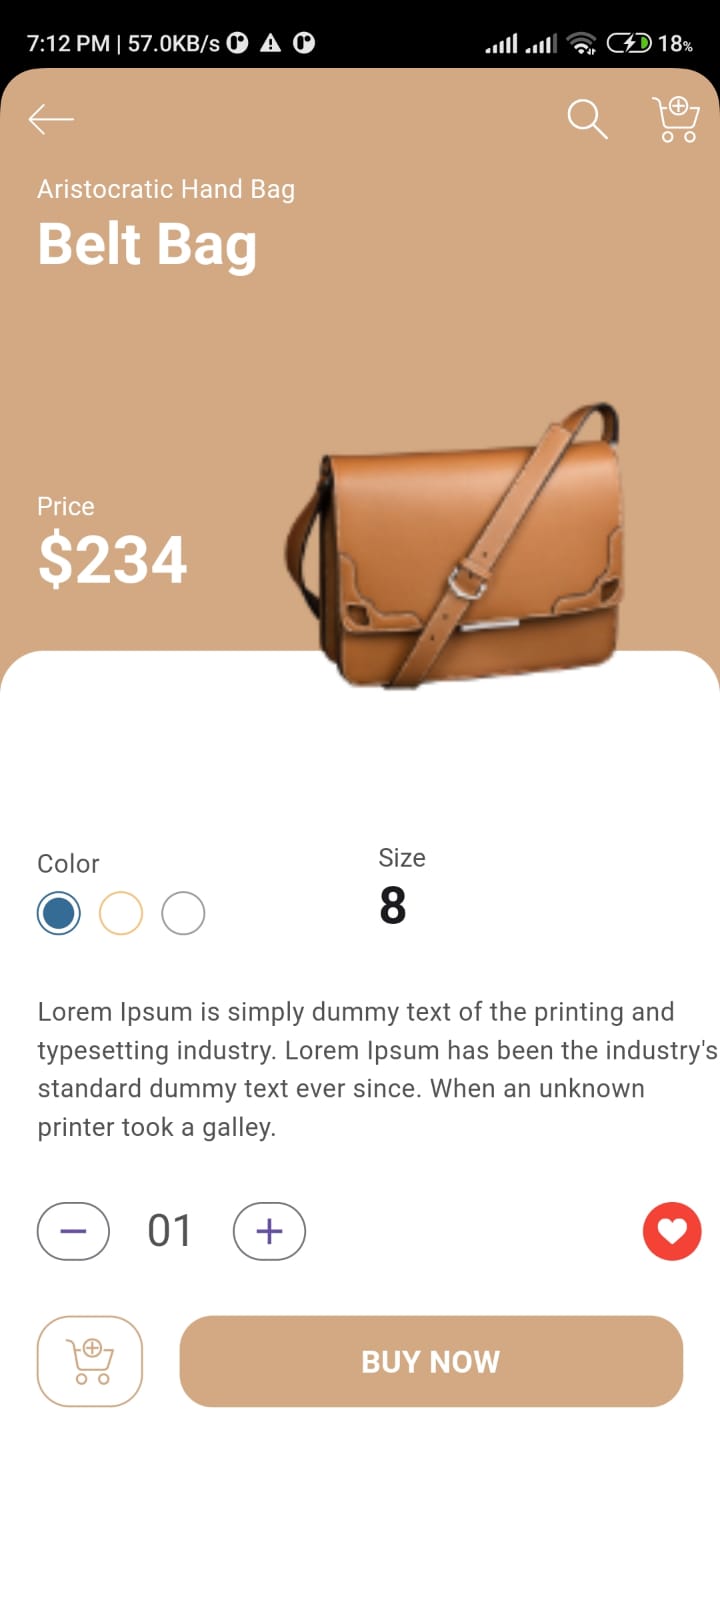 7:12 PM | 57.0KB/s 18%
Aristocratic Hand Bag
Belt Bag
Price
$234
Color
Size
8
Lorem Ipsum is simply dummy text of the printing and
typesetting industry. Lorem Ipsum has been the industry's
standard dummy text ever since. When an unknown
printer took a galley.
01
BUY NOW